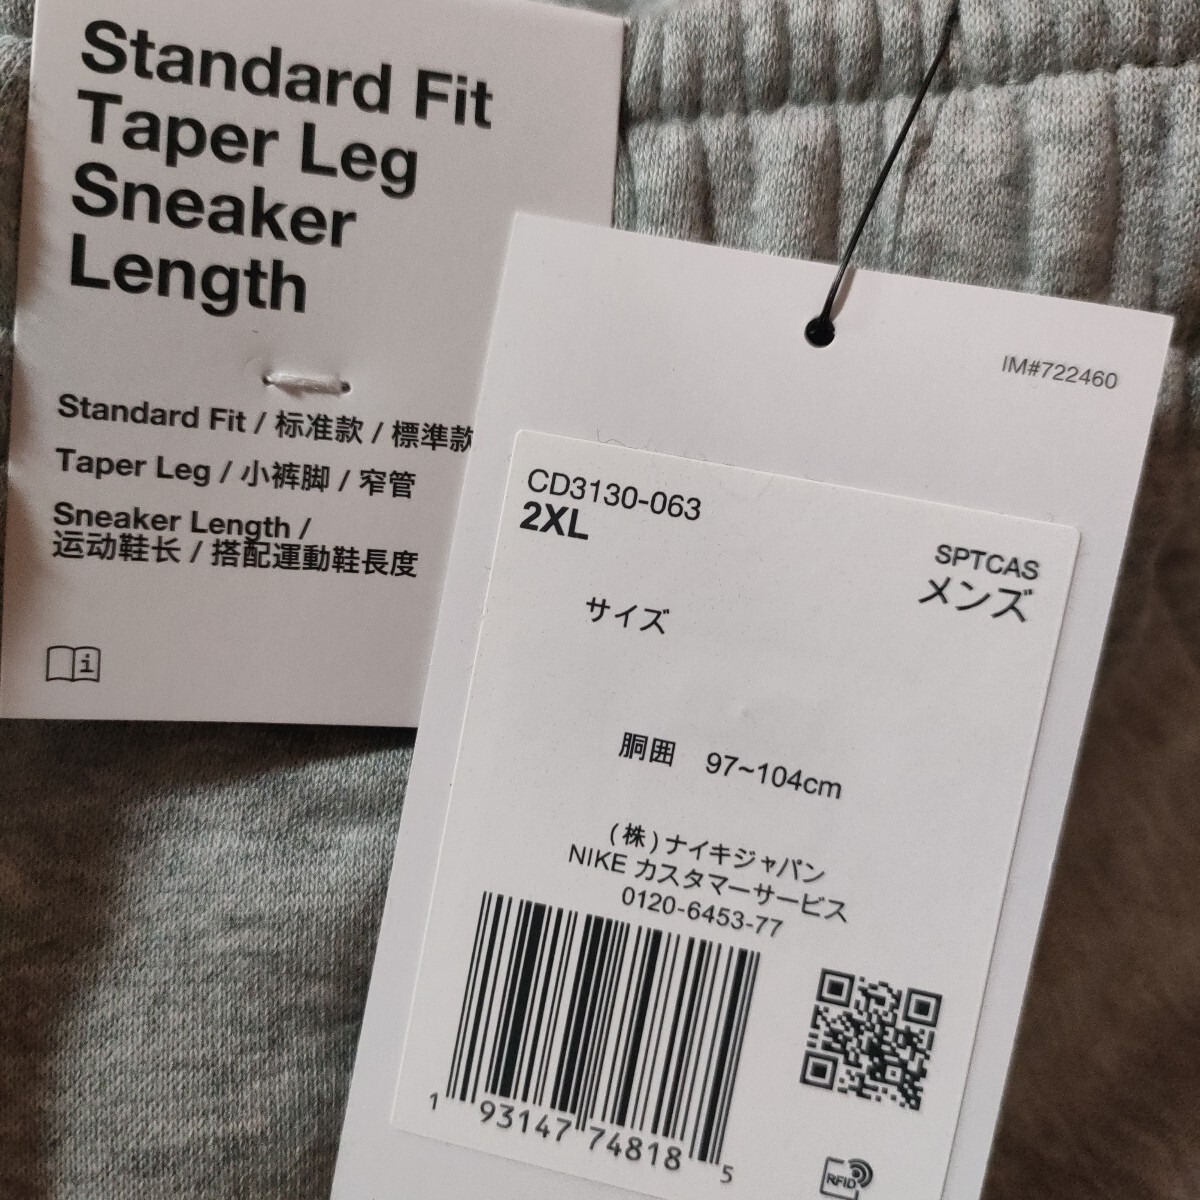 Standard Fit
Taper Leg
Sneaker
Length
Standard Fit / 标准款 / 標準款
Taper Leg / 小裤脚 / 窄管
Sneaker Length /
运动鞋长 / 搭配運動鞋長度
IM#722460
CD3130-063
2XL
SPTCAS
メンズ
サイズ
胴囲 97~104cm
(株)ナイキジャパン
NIKE カスタマーサービス
0120-6453-77
1 93147 74818 5
RFID